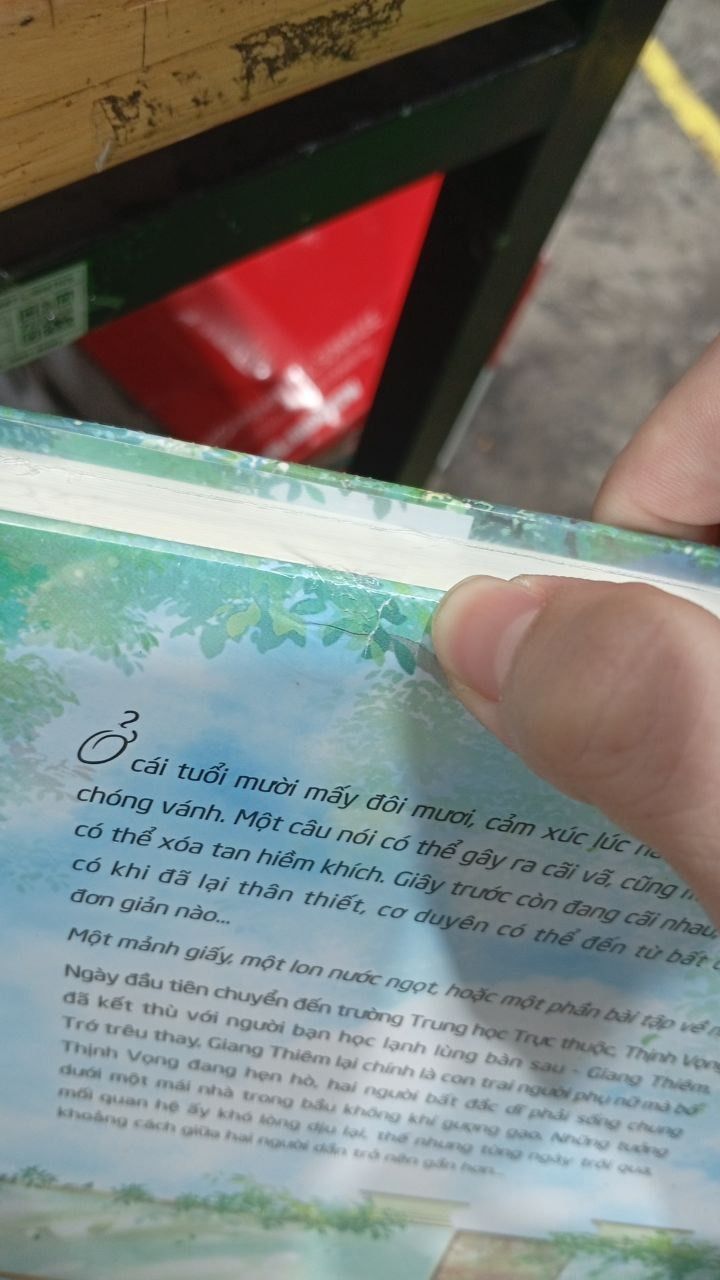 Ở cái tuổi mười mấy đôi mươi, cảm xúc lúc
chóng vánh. Một câu nói có thể gây ra cãi vã, cũng
có thể xóa tan hiềm khích. Giây trước còn đang cãi nhau,
có khi đã lại thân thiết, cơ duyên có thể đến từ bất
đơn giản nào...
Một mảnh giấy, một lon nước ngọt, hoặc một phần bài tập về
Ngày đầu tiên chuyển đến trường Trung học Trực thuộc, Thịnh Vọng
đã kết thù với người bạn học lạnh lùng bàn sau - Giang Thiêm.
Trớ trêu thay, Giang Thiêm lại chính là con trai người phụ nữ mà bố
Thịnh Vọng đang hẹn hò, hai người bất đắc dĩ phải sống chung
dưới một mái nhà trong bầu không khí gượng gạo. Những tưởng
mối quan hệ ấy khó lòng dịu lại, thế nhưng từng ngày trôi qua,
khoảng cách giữa hai người dần trở nên gần hơn...